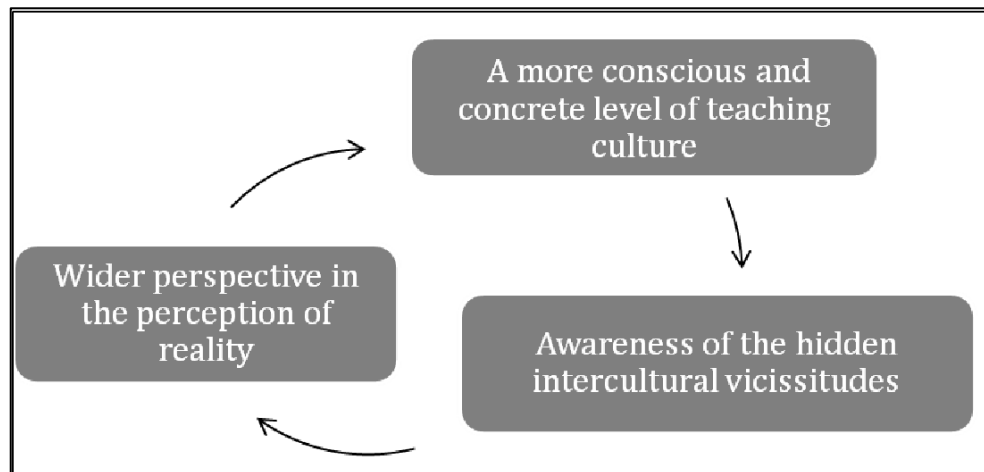 A more conscious and
concrete level of teaching
culture
Wider perspective in
the perception of
reality
Awareness of the hidden
intercultural vicissitudes